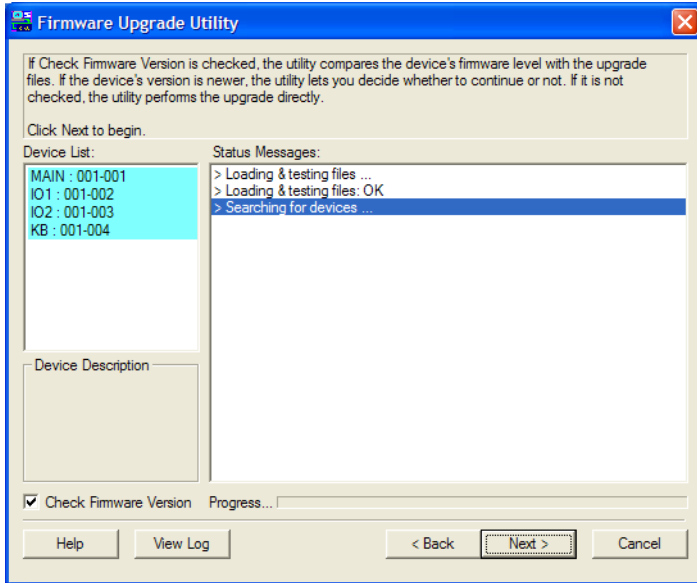 Firmware Upgrade Utility
If Check Firmware Version is checked, the utility compares the device's firmware level with the upgrade
files. If the device's version is newer, the utility lets you decide whether to continue or not. If it is not
checked, the utility performs the upgrade directly.
Click Next to begin.
Device List:
Status Messages:
MAIN : 001-001
IO1 : 001-002
IO2 : 001-003
KB : 001-004
> Loading & testing files ...
> Loading & testing files: OK
> Searching for devices ...
Device Description
Check Firmware Version
Progress...
Help
View Log
< Back
Next >
Cancel